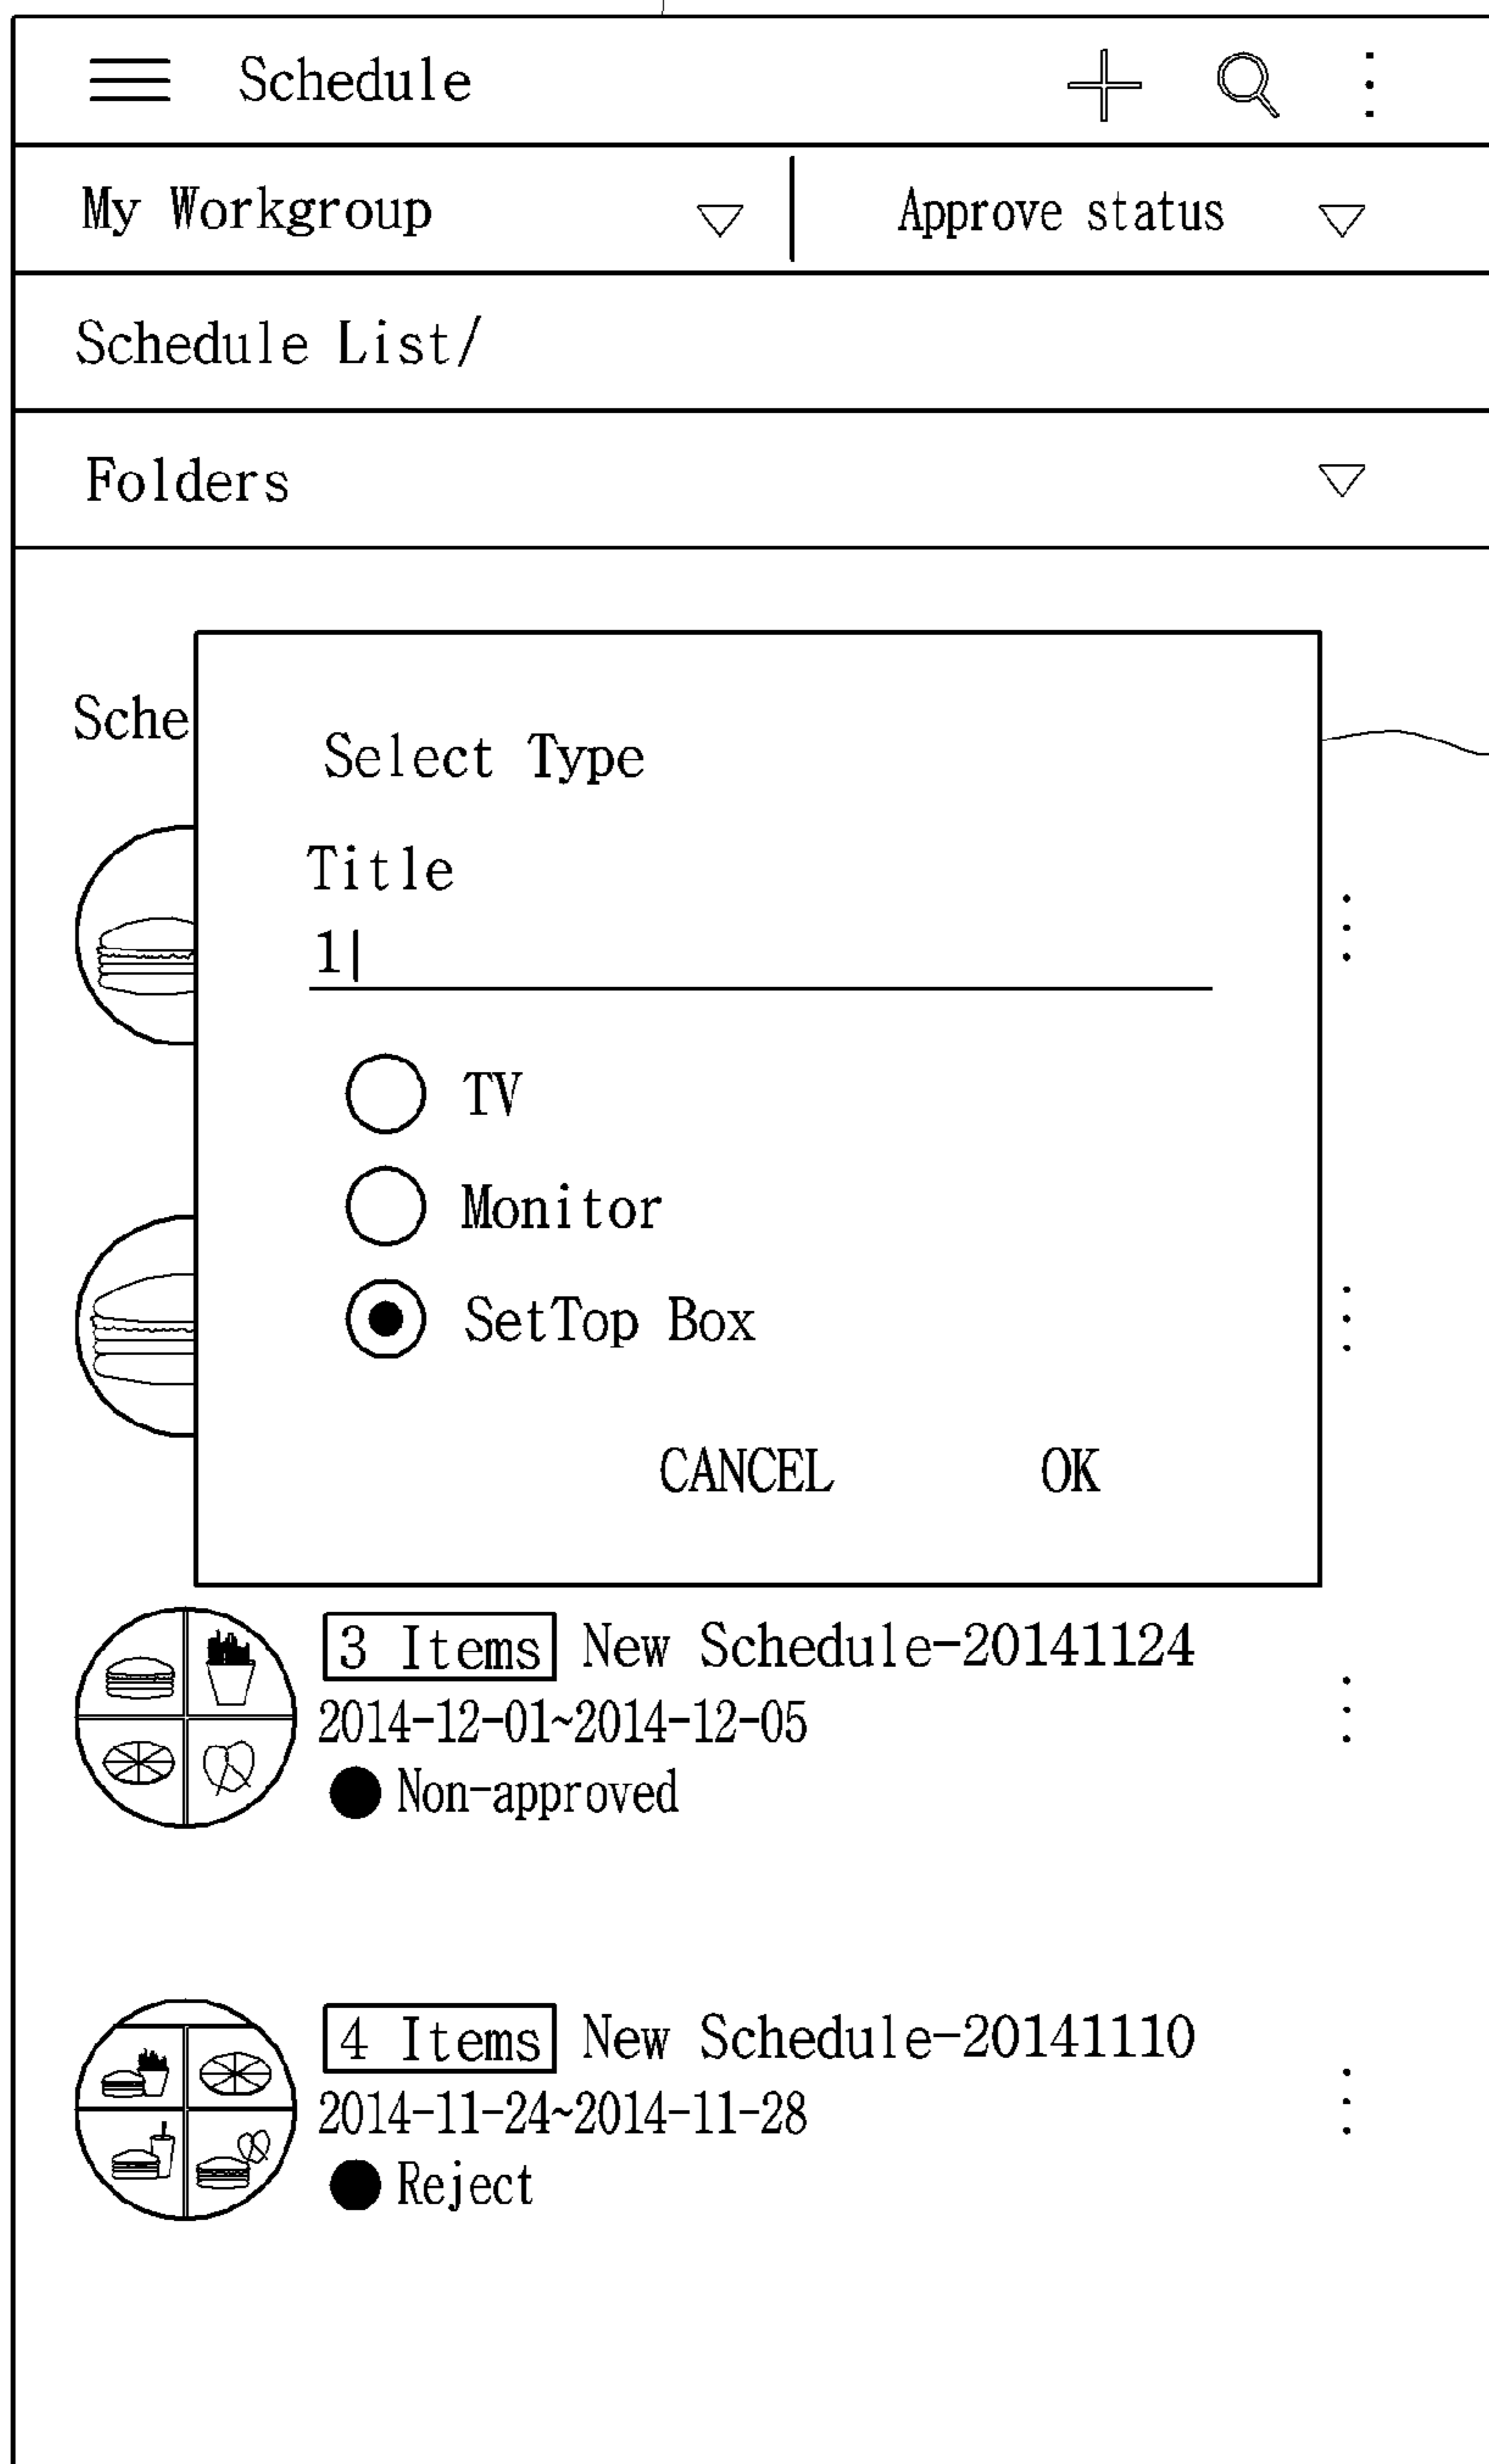 Schedule
My Workgroup Approve status
Schedule List/
Folders
Sche
Select Type
Title
1
TV
Monitor
SetTop Box
CANCEL OK
3 Items New Schedule-20141124
2014-12-01~2014-12-05
Non-approved
4 Items New Schedule-20141110
2014-11-24~2014-11-28
Reject